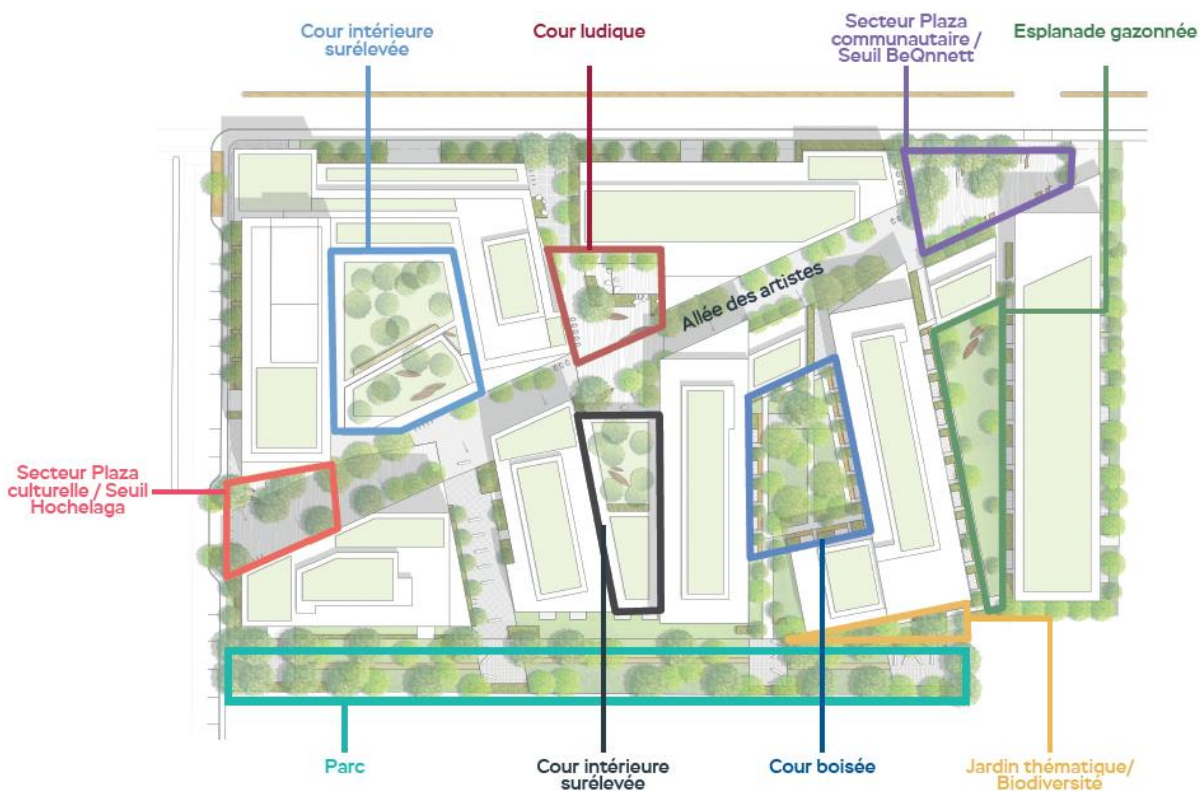 Cour intérieure
surélevée
Cour ludique
Secteur Plaza
communautaire /
Seuil BeQnnett
Esplanade gazonnée
Allée des artistes
Secteur Plaza
culturelle / Seuil
Hochelaga
Parc
Cour intérieure
surélevée
Cour boisée
Jardin thématique/
Biodiversité